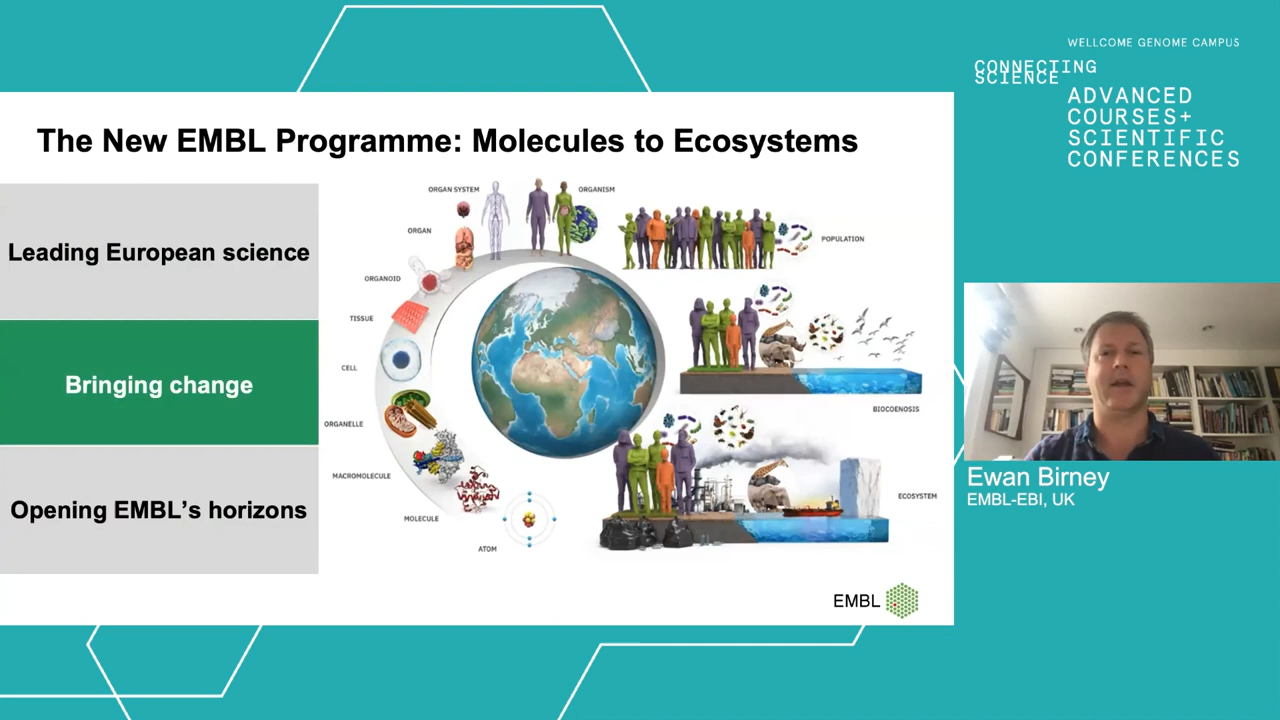 WELLCOME GENOME CAMPUS
CONNECTING
SCIENCE
ADVANCED
COURSES+
SCIENTIFIC
CONFERENCES
The New EMBL Programme: Molecules to Ecosystems
Leading European science
Bringing change
Opening EMBL's horizons
ORGAN SYSTEM
ORGANISM
ORGAN
POPULATION
ORGANOID
TISSUE
CELL
BIOCOENOSIS
ORGANELLE
MACROMOLECULE
ECOSYSTEM
MOLECULE
ATOM
EMBL
Ewan Birney
EMBL-EBI, UK